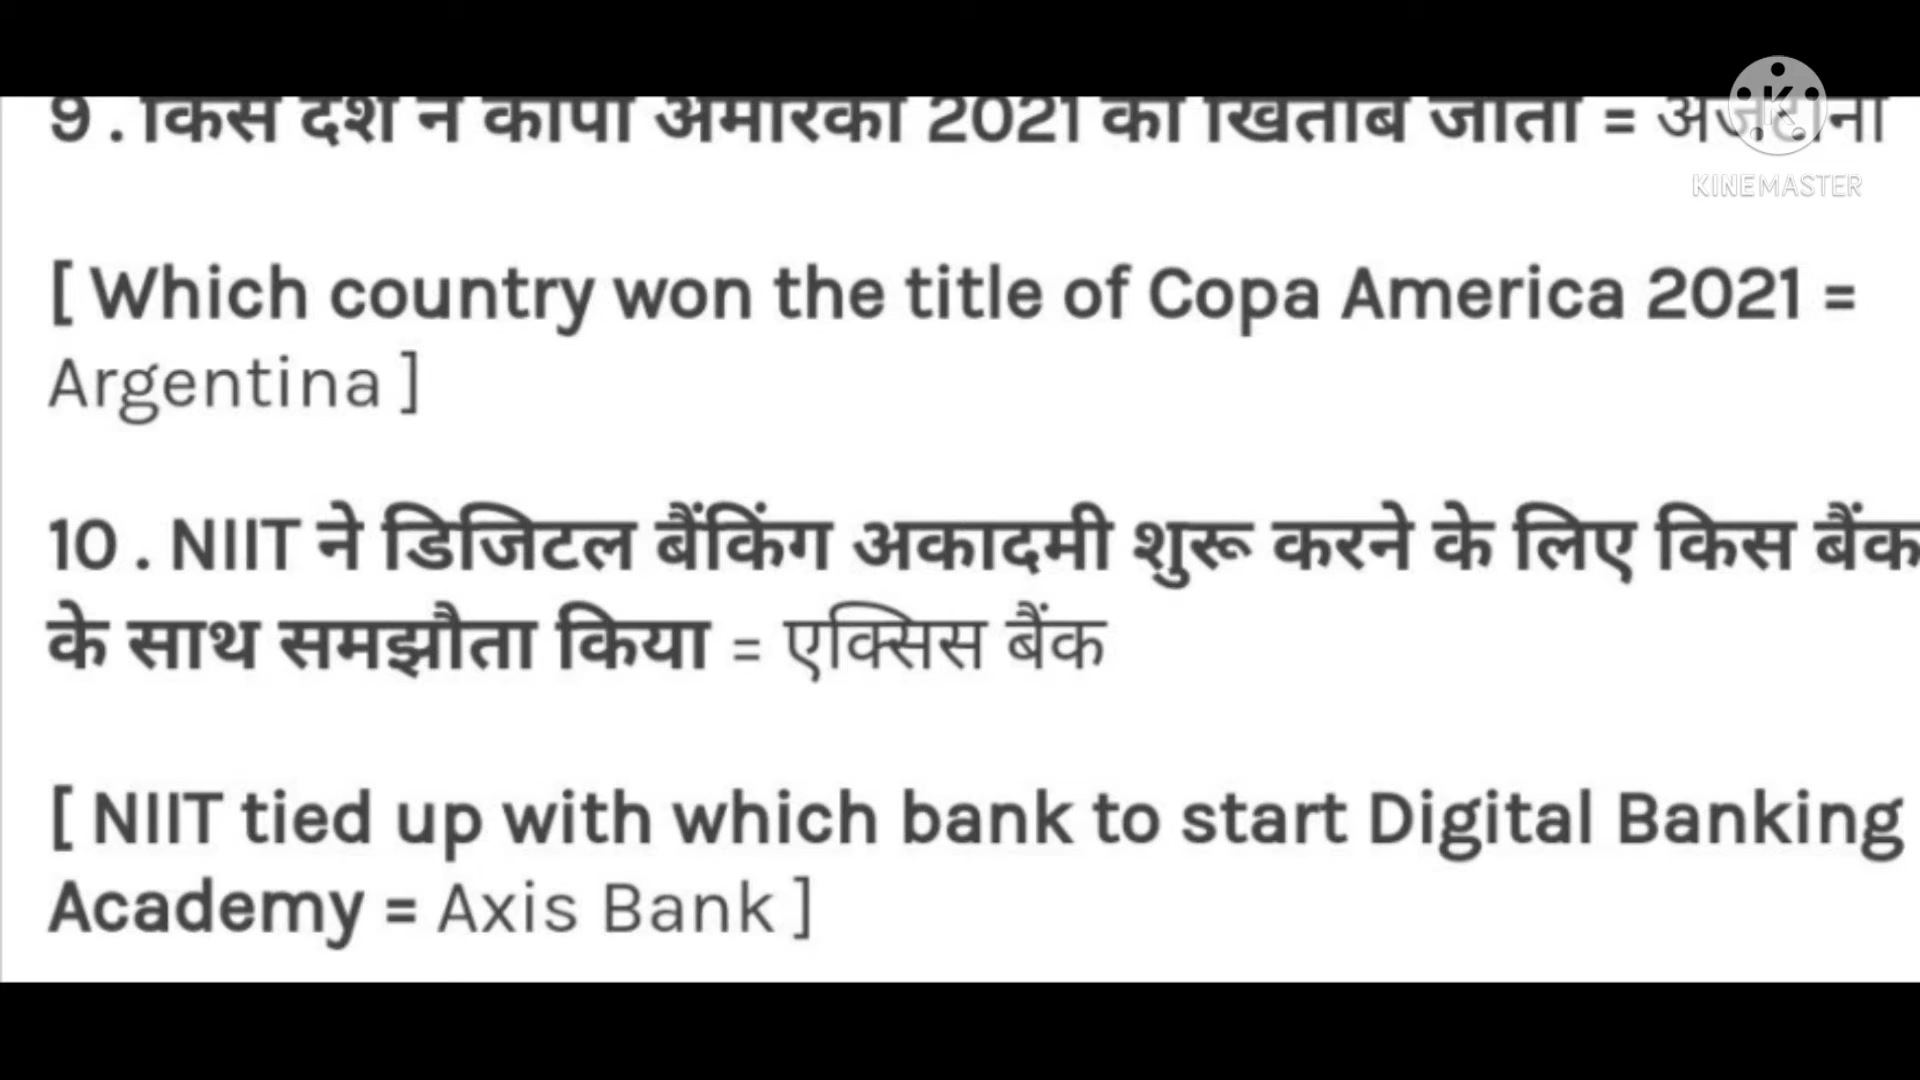 9 . किस देश ने कोपा अमेरिका 2021 का खिताब जीता =
KINEMASTER
[ Which country won the title of Copa America 2021 =
Argentina ]
10 . NIIT ने डिजिटल बैंकिंग अकादमी शुरू करने के लिए किस बैंक
के साथ समझौता किया = एक्सिस बैंक
[ NIIT tied up with which bank to start Digital Banking
Academy = Axis Bank ]